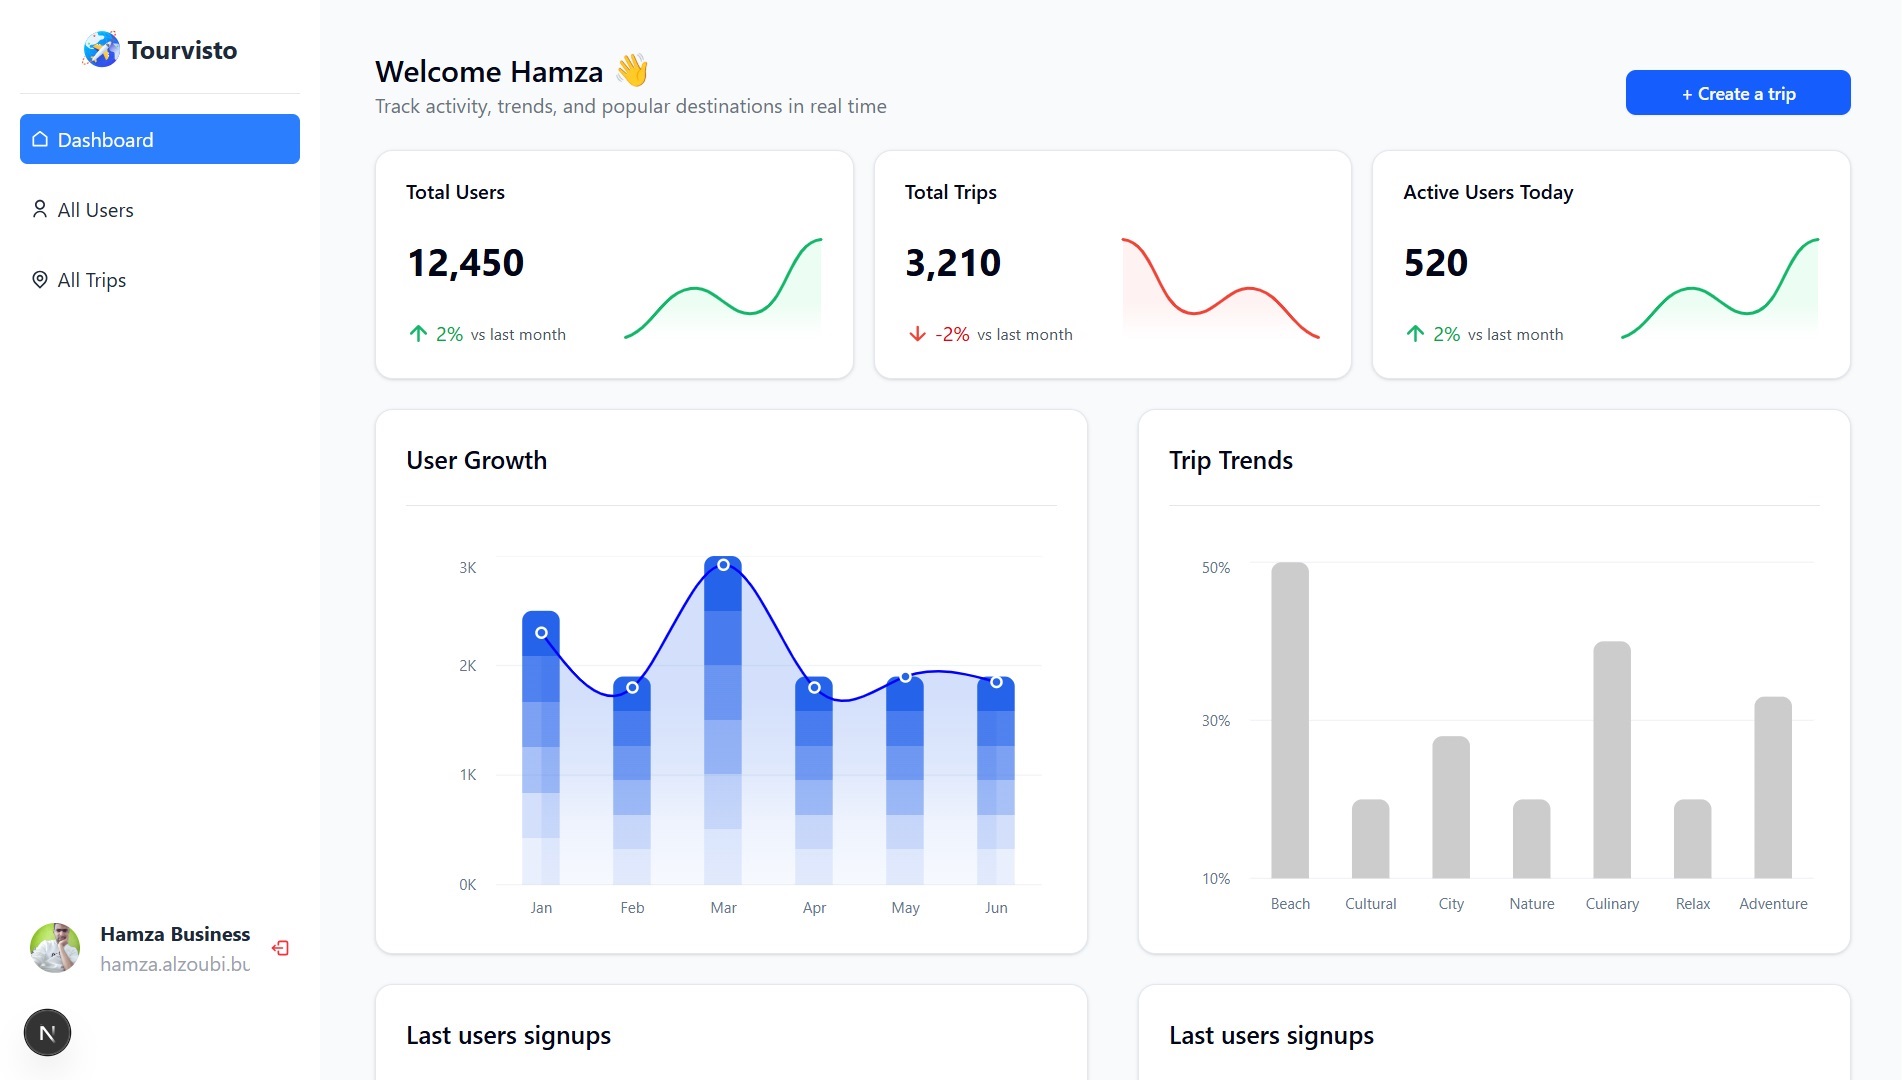 Tourvisto
Dashboard
All Users
All Trips
Hamza Business
hamza.alzoubi.bu
N
Welcome Hamza 👋
Track activity, trends, and popular destinations in real time
+ Create a trip
Total Users
12,450
2% vs last month
Total Trips
3,210
-2% vs last month
Active Users Today
520
2% vs last month
User Growth
3K
2K
1K
0K
Jan Feb Mar Apr May Jun
Trip Trends
50%
30%
10%
Beach Cultural City Nature Culinary Relax Adventure
Last users signups
Last users signups